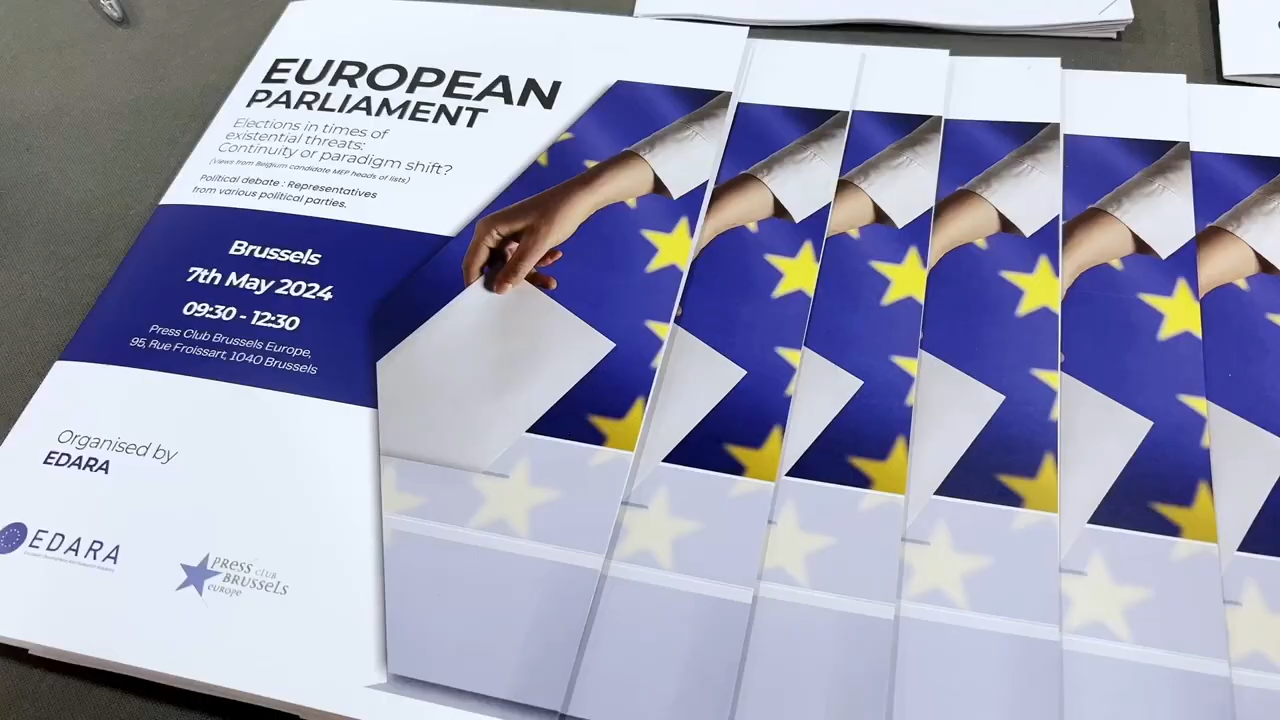 EUROPEAN
PARLIAMENT
Elections in times of
existential threats:
Continuity or paradigm shift?
(Views from Belgium candidate MEP heads of lists)
Political debate : Representatives
from various political parties.
Brussels
7th May 2024
09:30 - 12:30
Press Club Brussels Europe,
95, Rue Froissart, 1040 Brussels
Organised by
EDARA
EDARA
PRESS CLUB
BRUSSELS
EUROPE